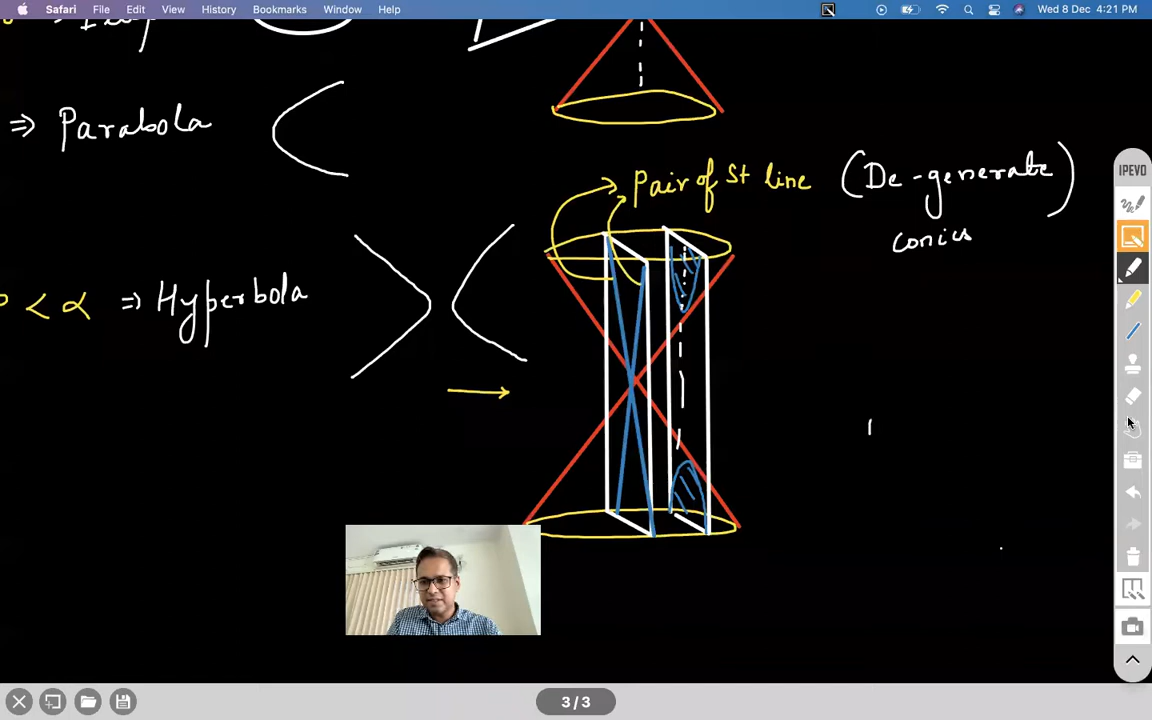 Safari File Edit View History Bookmarks Window Help Wed 8 Dec 4:21 PM
⇒ Parabola
Pair of St line (De-generate)
conics
< α ⇒ Hyperbola
IPEVO
3/3